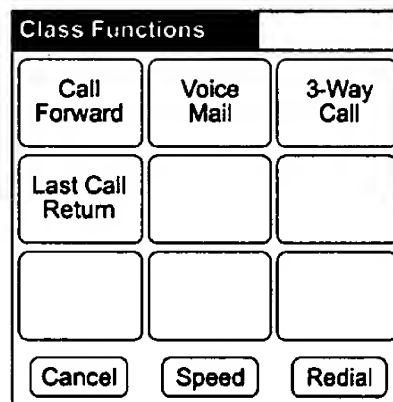 Class Functions
Call Voice 3-Way
Forward Mail Call
Last Call
Return
Cancel Speed Redial